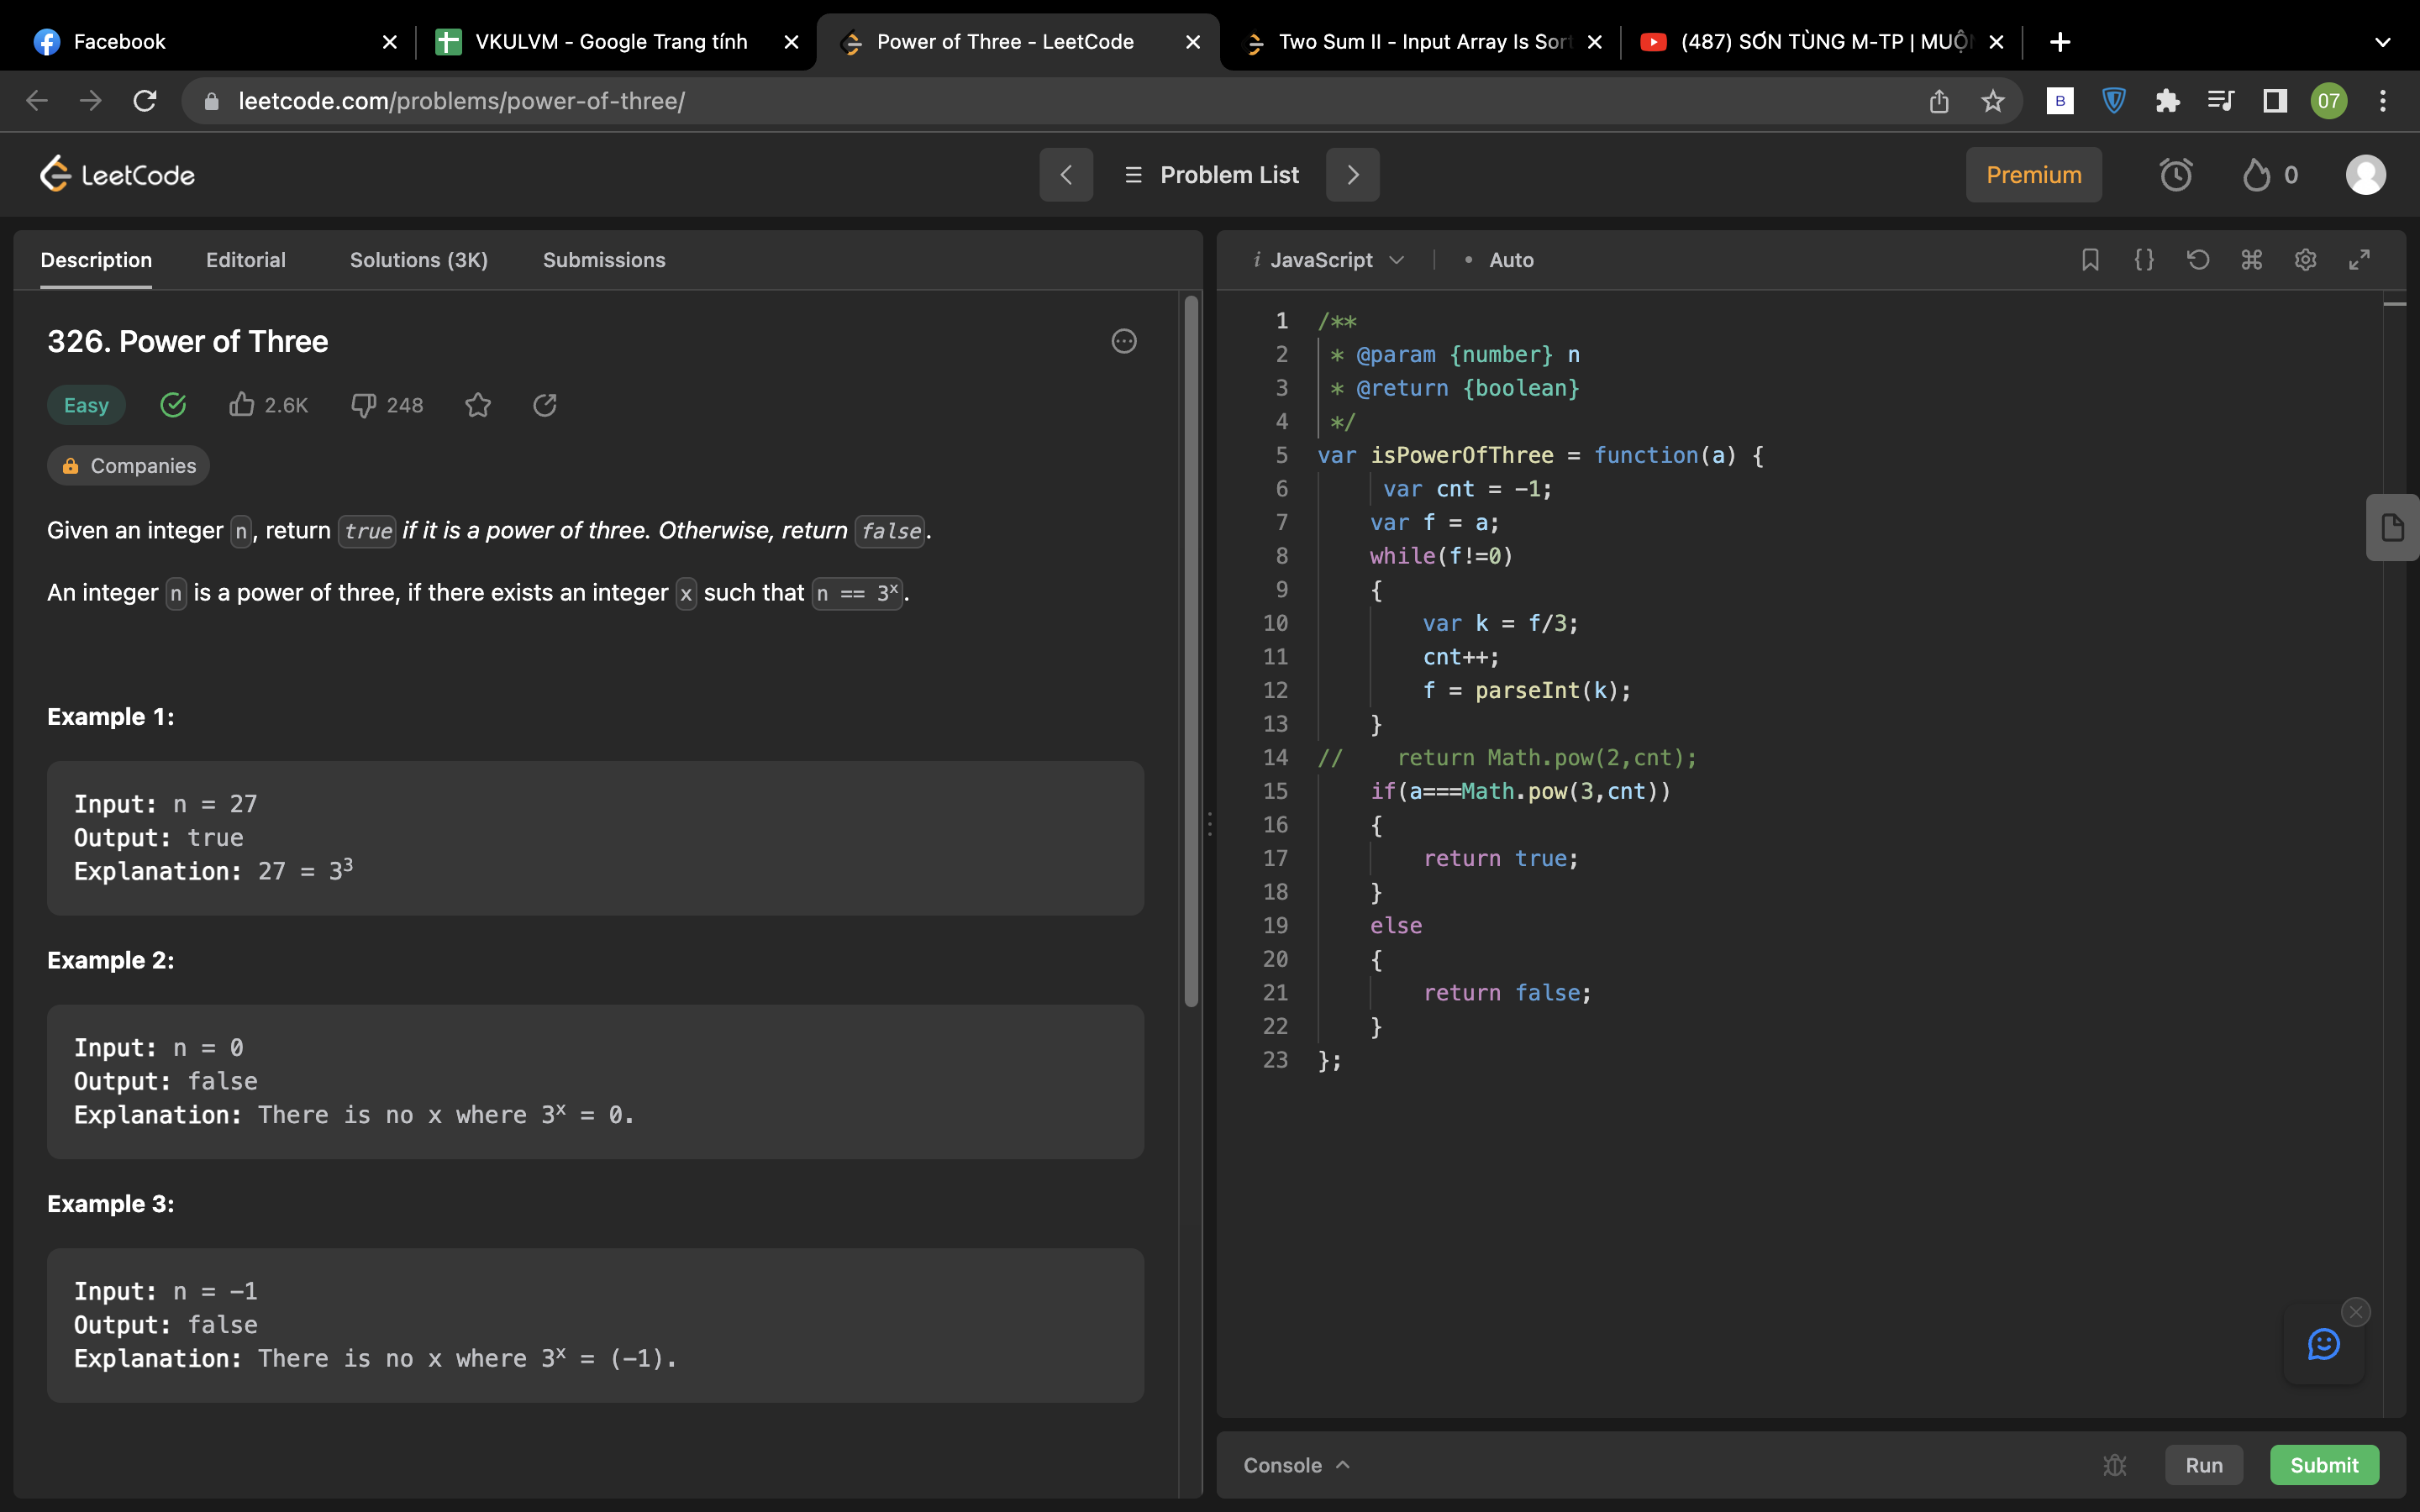 Facebook
VKULVM - Google Trang tính
Power of Three - LeetCode
Two Sum II - Input Array Is Sort
(487) SƠN TÙNG M-TP | MUỘN
leetcode.com/problems/power-of-three/
B
07
LeetCode
Problem List
Premium
0
Description
Editorial
Solutions (3K)
Submissions
326. Power of Three
Easy
2.6K
248
Companies
Given an integer n, return true if it is a power of three. Otherwise, return false.
An integer n is a power of three, if there exists an integer x such that n == 3ˣ.
Example 1:
Input: n = 27
Output: true
Explanation: 27 = 3³
Example 2:
Input: n = 0
Output: false
Explanation: There is no x where 3ˣ = 0.
Example 3:
Input: n = -1
Output: false
Explanation: There is no x where 3ˣ = (-1).
i JavaScript
• Auto
1 /**
2  * @param {number} n
3  * @return {boolean}
4  */
5 var isPowerOfThree = function(a) {
6      var cnt = -1;
7     var f = a;
8     while(f!=0)
9     {
10         var k = f/3;
11         cnt++;
12         f = parseInt(k);
13     }
14 //    return Math.pow(2,cnt);
15     if(a===Math.pow(3,cnt))
16     {
17         return true;
18     }
19     else
20     {
21         return false;
22     }
23 };
Console
Run
Submit